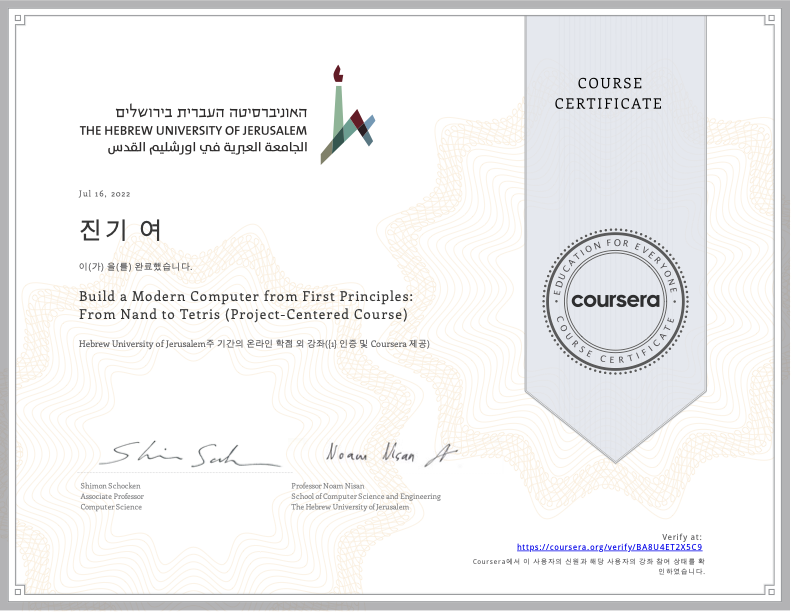 האוניברסיטה העברית בירושלים
THE HEBREW UNIVERSITY OF JERUSALEM
الجامعة العبرية في اورشليم القدس
COURSE
CERTIFICATE
Jul 16, 2022
진기 여
이(가) 을(를) 완료했습니다.
Build a Modern Computer from First Principles:
From Nand to Tetris (Project-Centered Course)
Hebrew University of Jerusalem주 기간의 온라인 학점 외 강좌({1} 인증 및 Coursera 제공)
EDUCATION FOR EVERYONE
coursera
COURSE CERTIFICATE
Noam Nisan
Shimon Schocken
Associate Professor
Computer Science
Professor Noam Nisan
School of Computer Science and Engineering
The Hebrew University of Jerusalem
Verify at:
https://coursera.org/verify/BA8U4ET2X5C9
Coursera에서 이 사용자의 신원과 해당 사용자의 강좌 참여 상태를 확
인하였습니다.